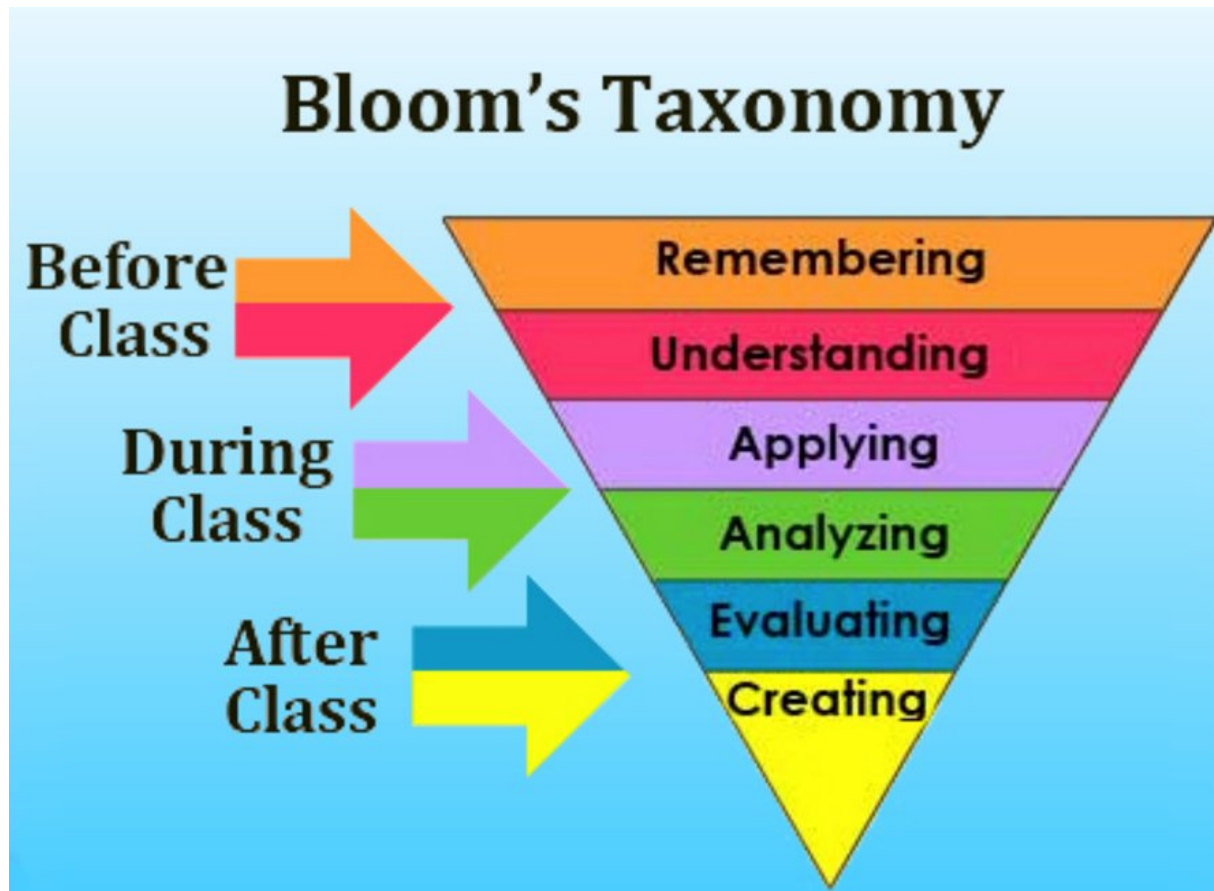 Bloom’s Taxonomy
Before
Class
During
Class
After
Class
Remembering
Understanding
Applying
Analyzing
Evaluating
Creating